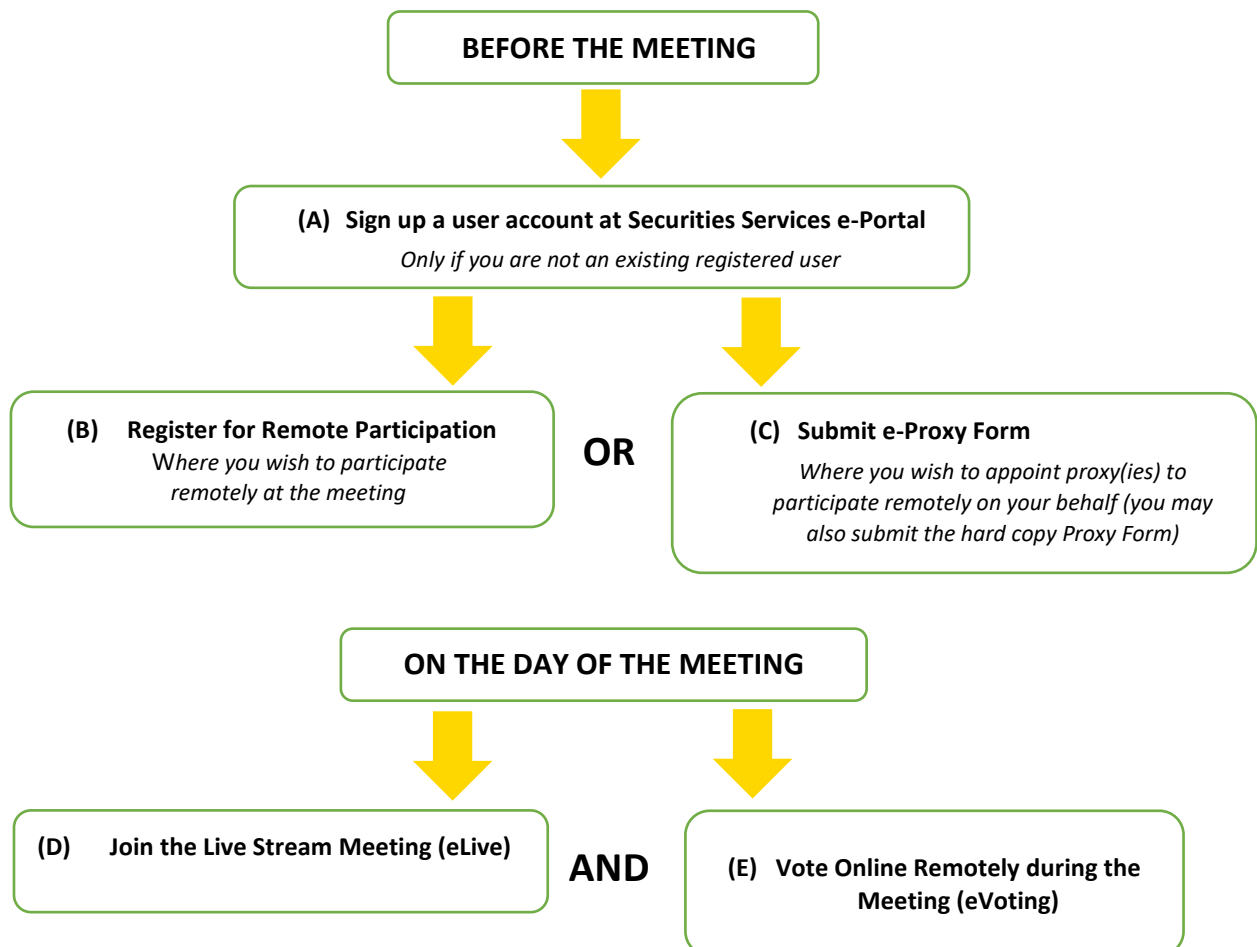 BEFORE THE MEETING
(A) Sign up a user account at Securities Services e-Portal
Only if you are not an existing registered user
(B) Register for Remote Participation
Where you wish to participate
remotely at the meeting
OR
(C) Submit e-Proxy Form
Where you wish to appoint proxy(ies) to
participate remotely on your behalf (you may
also submit the hard copy Proxy Form)
ON THE DAY OF THE MEETING
(D) Join the Live Stream Meeting (eLive)
AND
(E) Vote Online Remotely during the
Meeting (eVoting)